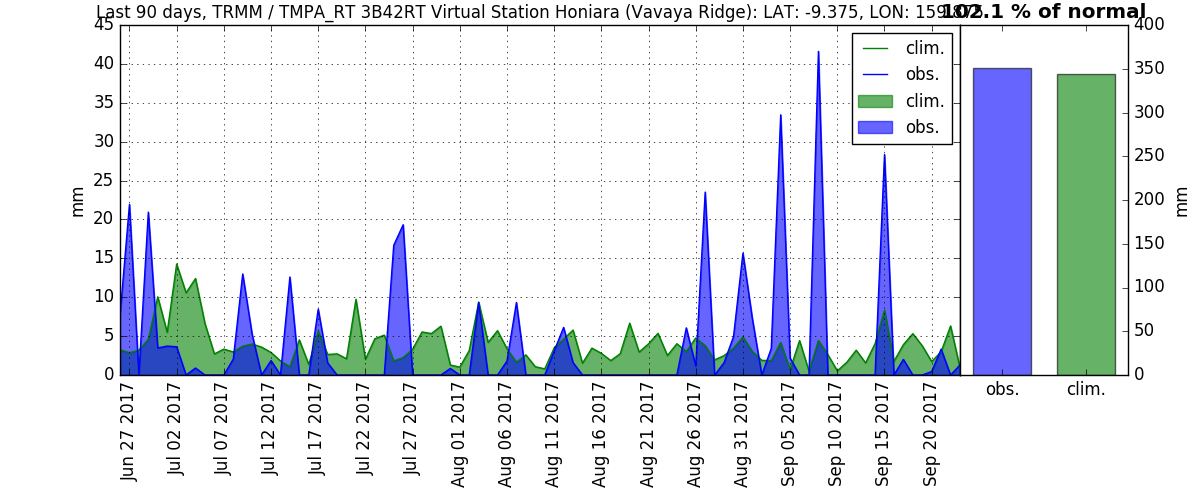 Last 90 days, TRMM / TMPA_RT 3B42RT Virtual Station Honiara (Vavaya Ridge): LAT: -9.375, LON:
102.1 % of normal
45
40
35
30
25
20
15
10
5
0
mm
clim.
obs.
clim.
obs.
400
350
300
250
200
150
100
50
0
mm
obs.
clim.
Jun 27 2017
Jul 02 2017
Jul 07 2017
Jul 12 2017
Jul 17 2017
Jul 22 2017
Jul 27 2017
Aug 01 2017
Aug 06 2017
Aug 11 2017
Aug 16 2017
Aug 21 2017
Aug 26 2017
Aug 31 2017
Sep 05 2017
Sep 10 2017
Sep 15 2017
Sep 20 2017